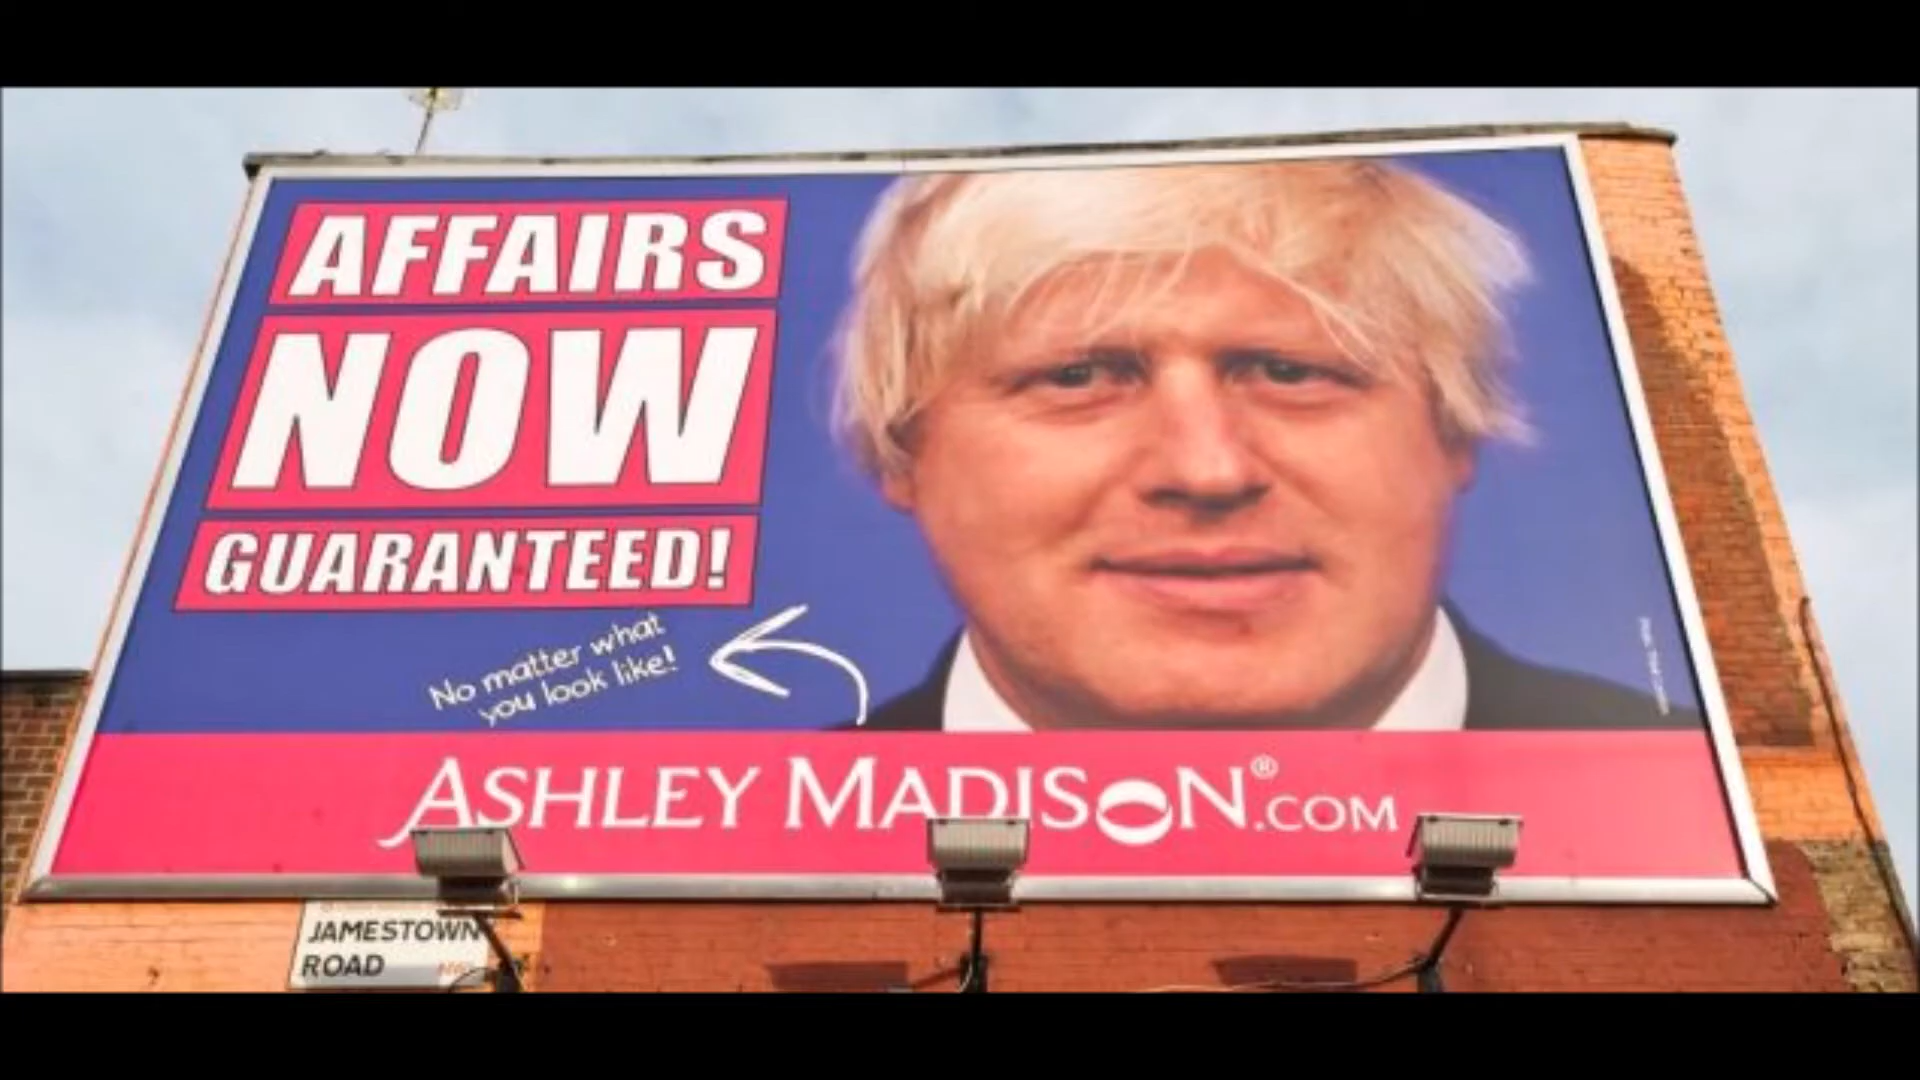 AFFAIRS
NOW
GUARANTEED!
No matter what
you look like!
ASHLEY MADISON®.COM
JAMESTOWN
ROAD